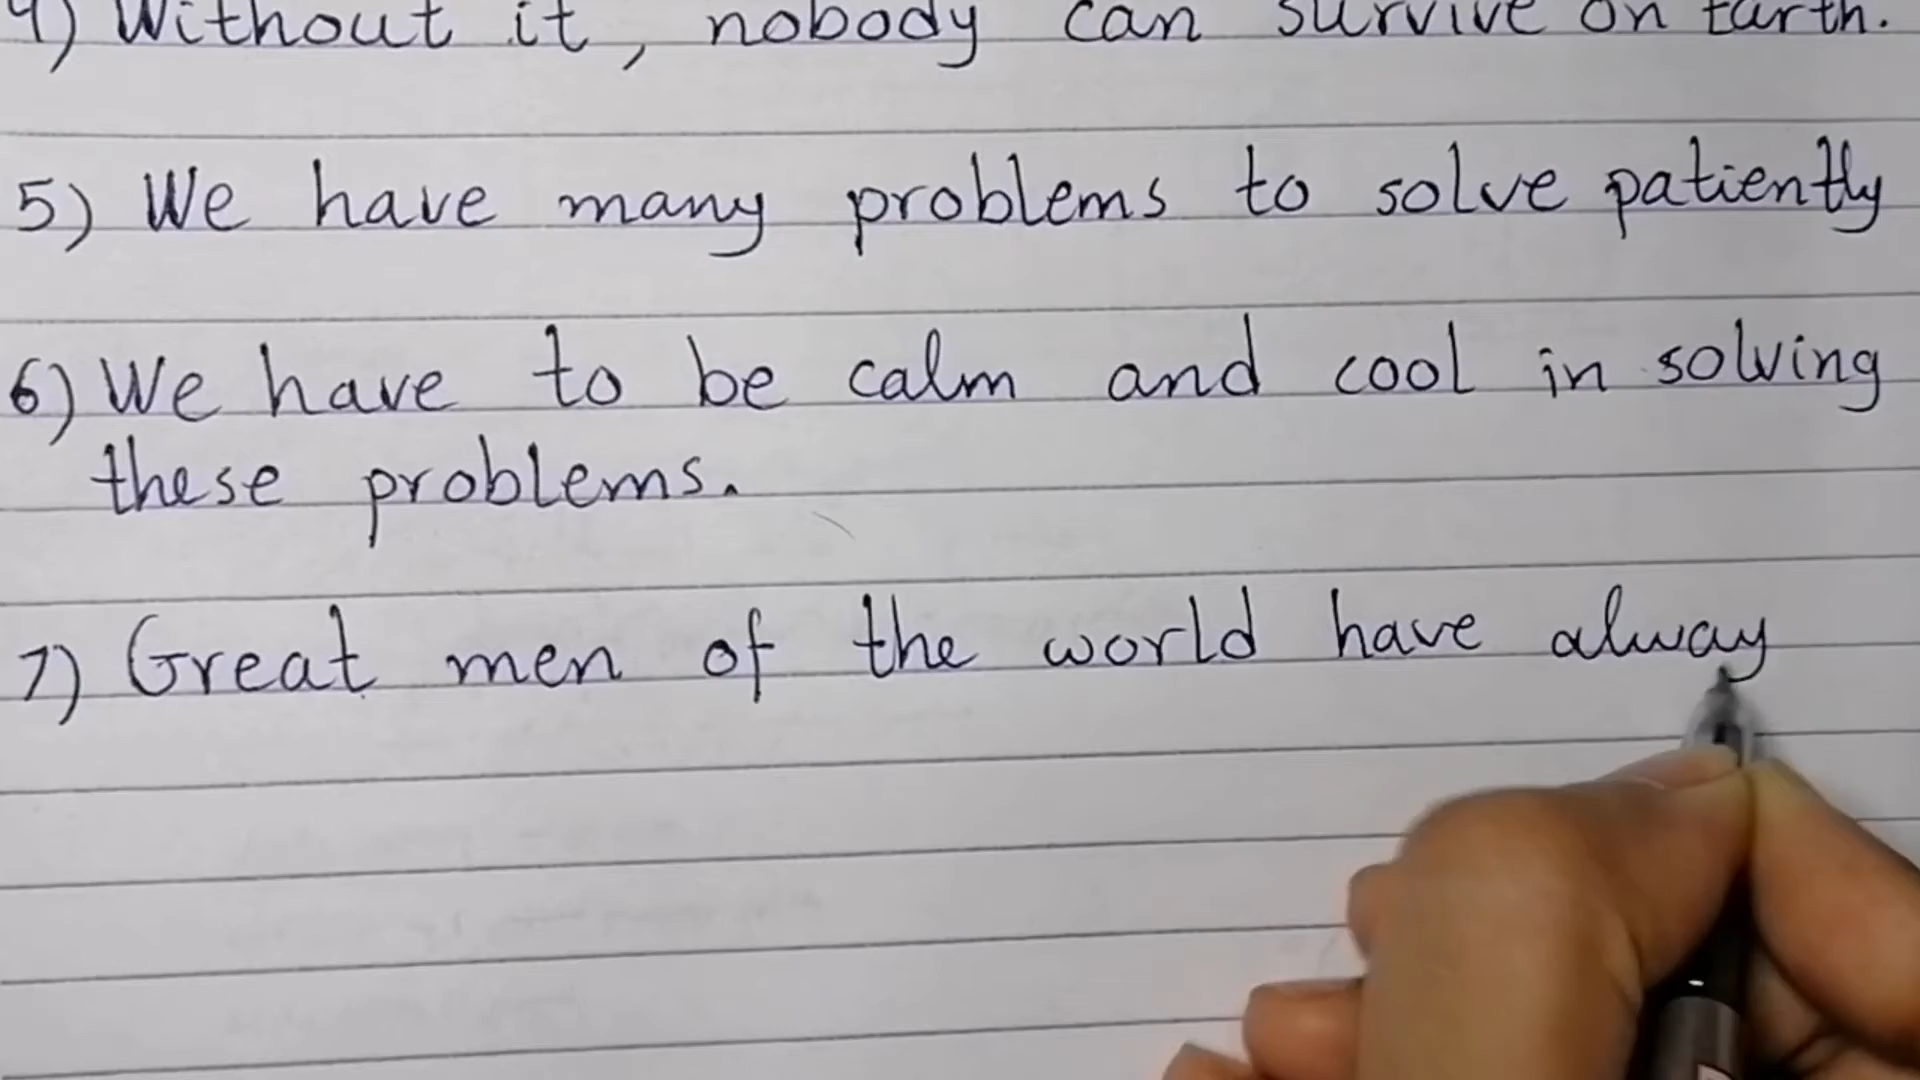 4) Without it, nobody can survive on Earth.
5) We have many problems to solve patiently
6) We have to be calm and cool in solving
these problems.
7) Great men of the world have alway